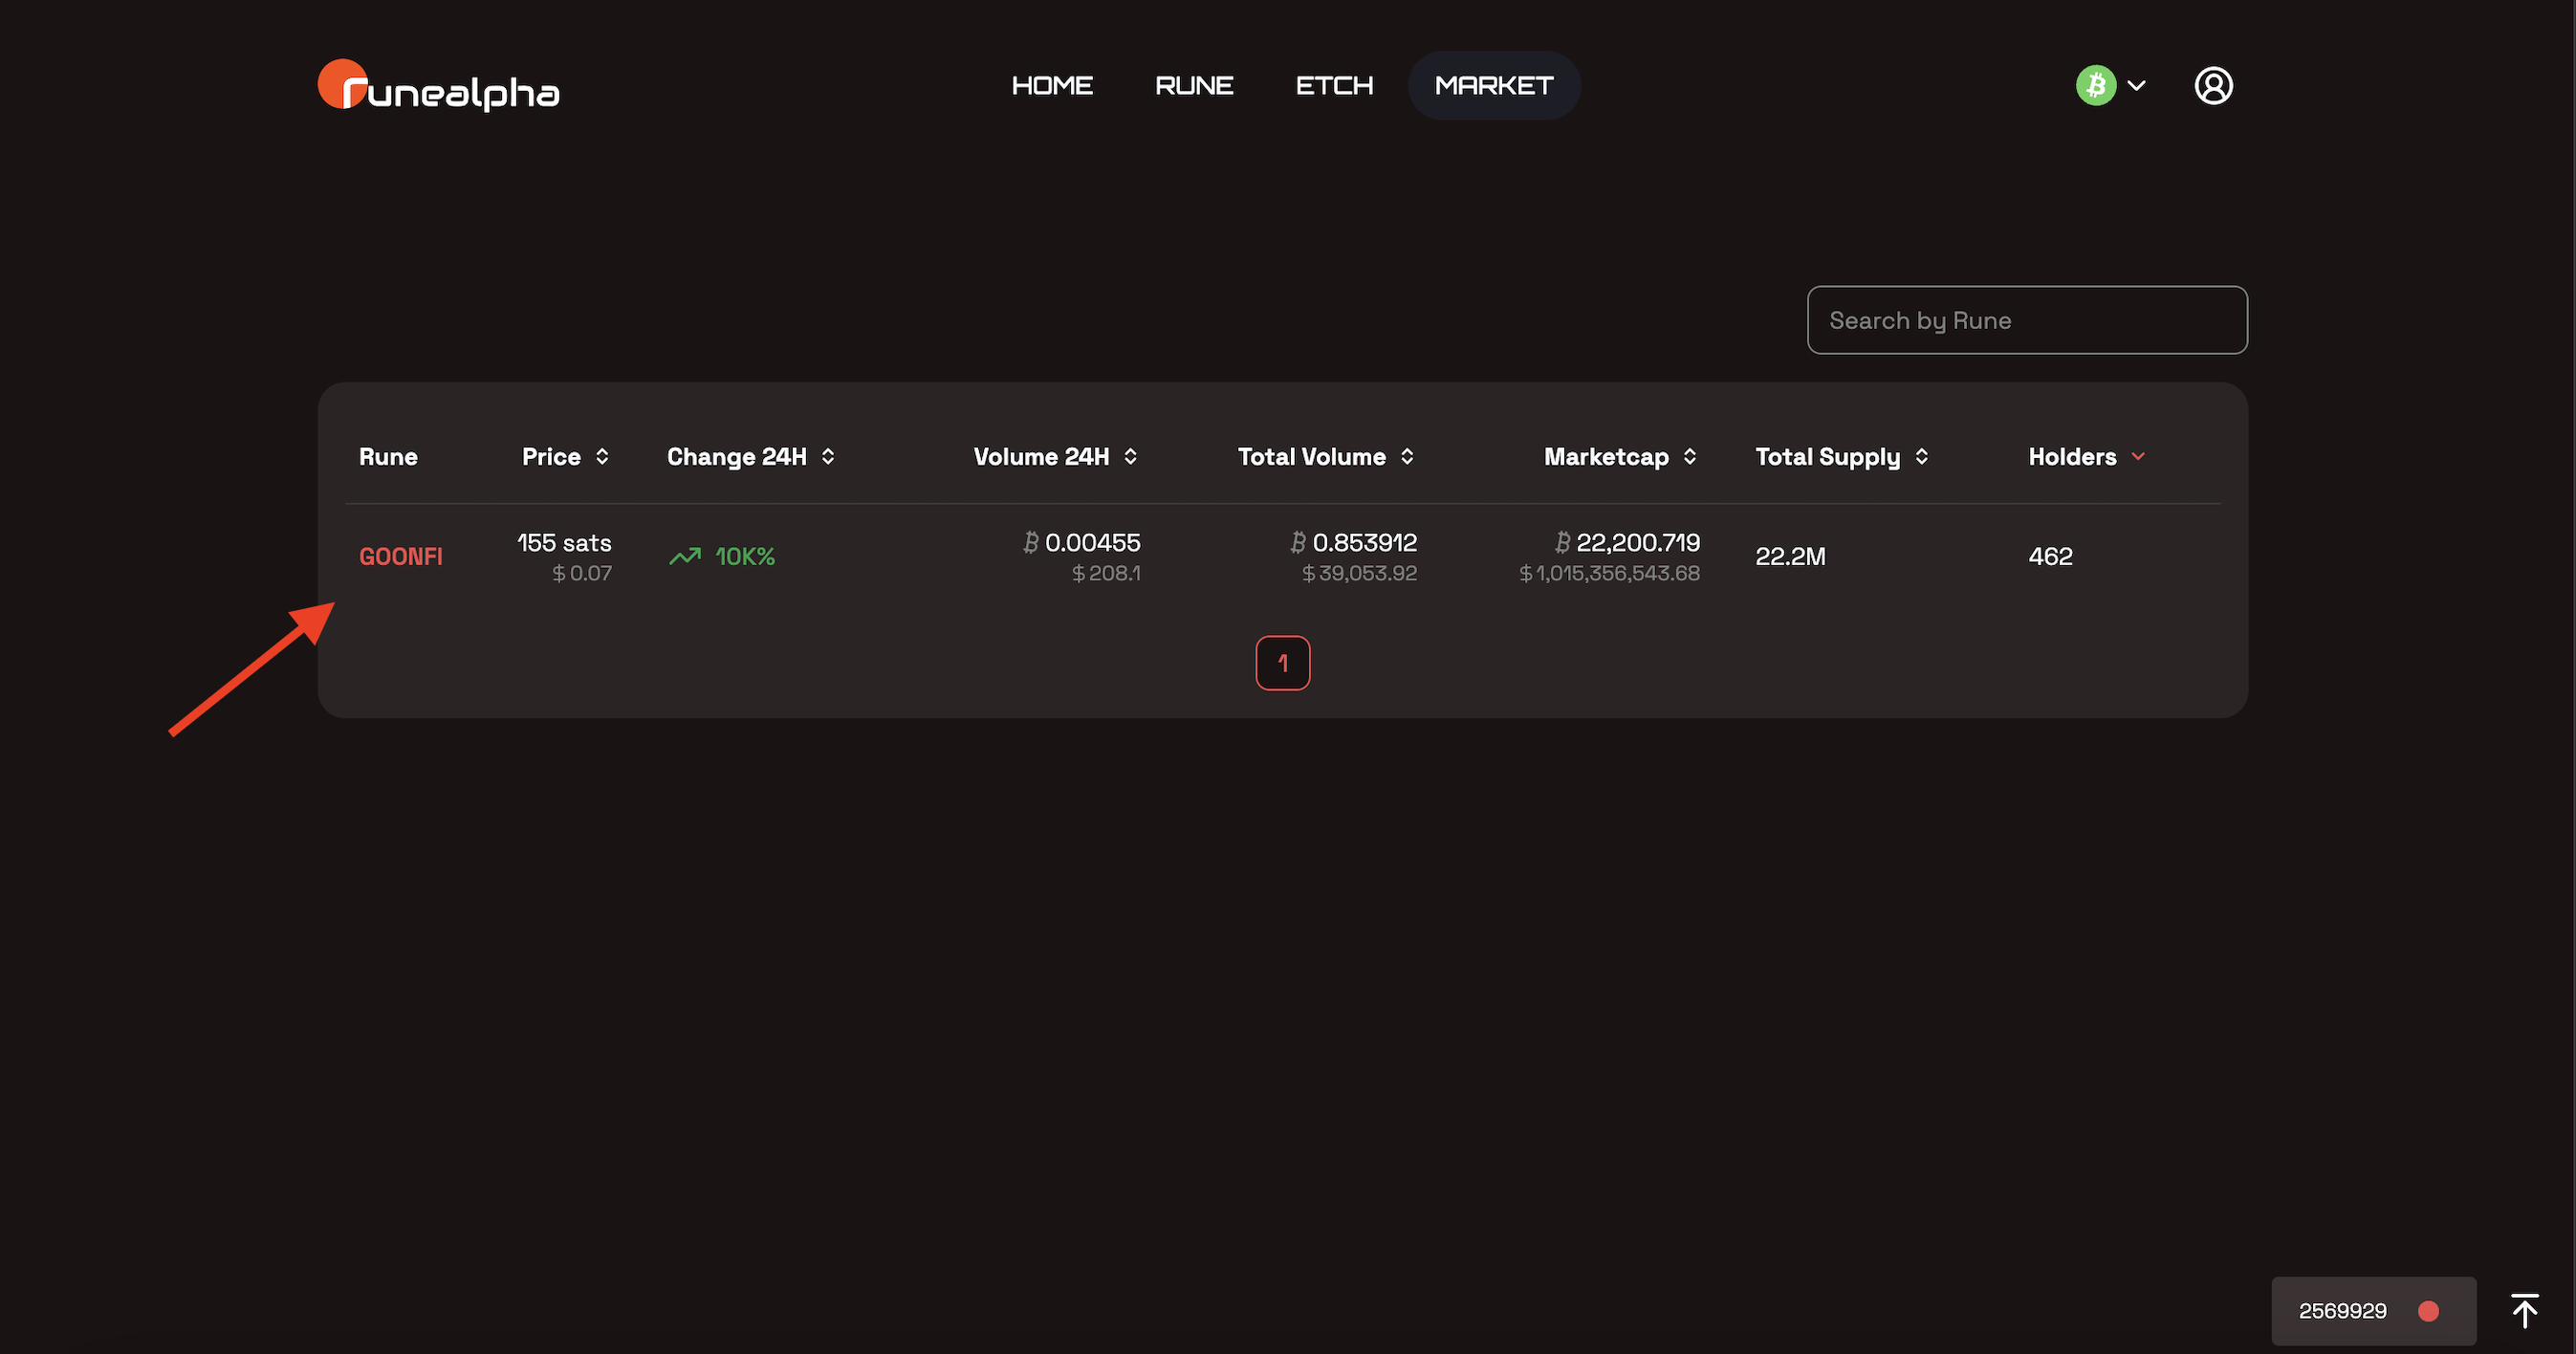 runealpha
HOME RUNE ETCH MARKET
Search by Rune
Rune Price Change 24H Volume 24H Total Volume Marketcap Total Supply Holders
GOONFI 155 sats 10K% ₿ 0.00455 ₿ 0.853912 ₿ 22,200.719 22.2M 462
$ 0.07 $ 208.1 $ 39,053.92 $ 1,015,356,543.68
1
2569929